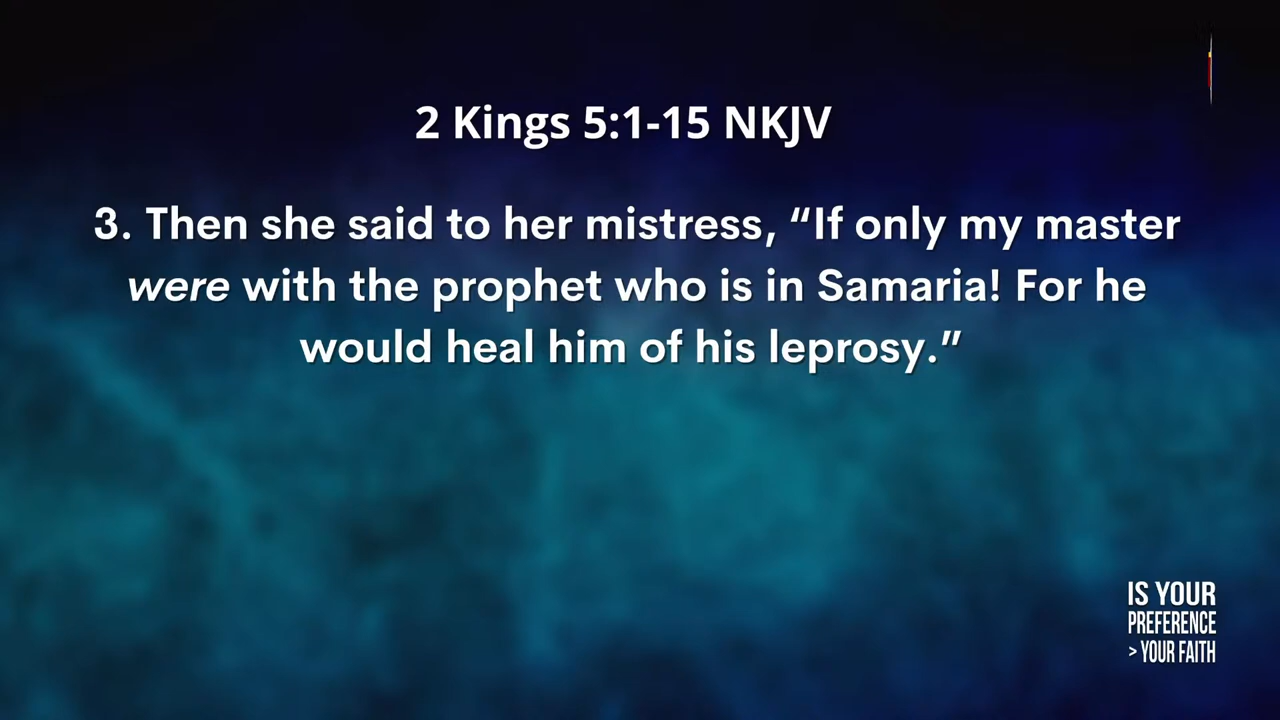 2 Kings 5:1-15 NKJV
3. Then she said to her mistress, “If only my master
were with the prophet who is in Samaria! For he
would heal him of his leprosy.”
IS YOUR
PREFERENCE
> YOUR FAITH